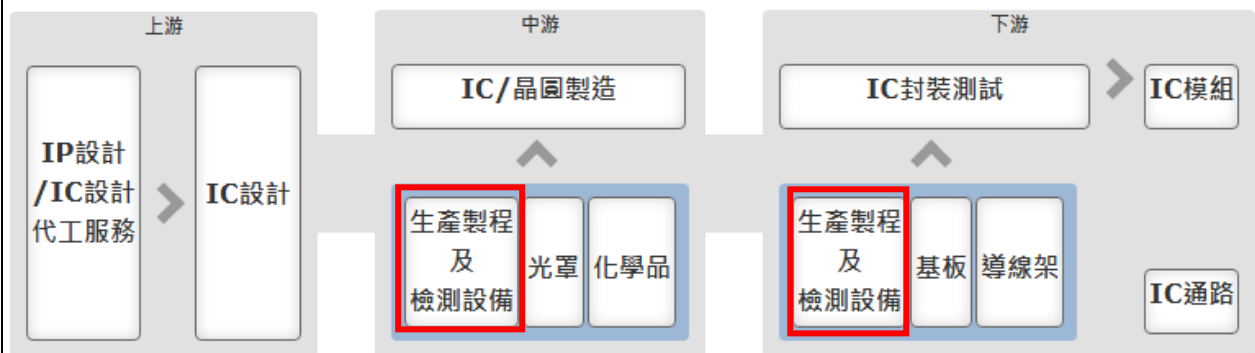 上游
IP設計
/IC設計
代工服務
IC設計
中游
IC/晶圓製造
生產製程
及
檢測設備
光罩
化學品
下游
IC封裝測試
IC模組
生產製程
及
檢測設備
基板
導線架
IC通路